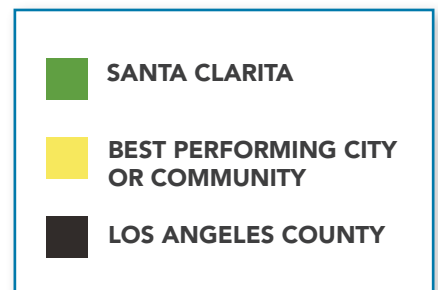 SANTA CLARITA
BEST PERFORMING CITY
OR COMMUNITY
LOS ANGELES COUNTY